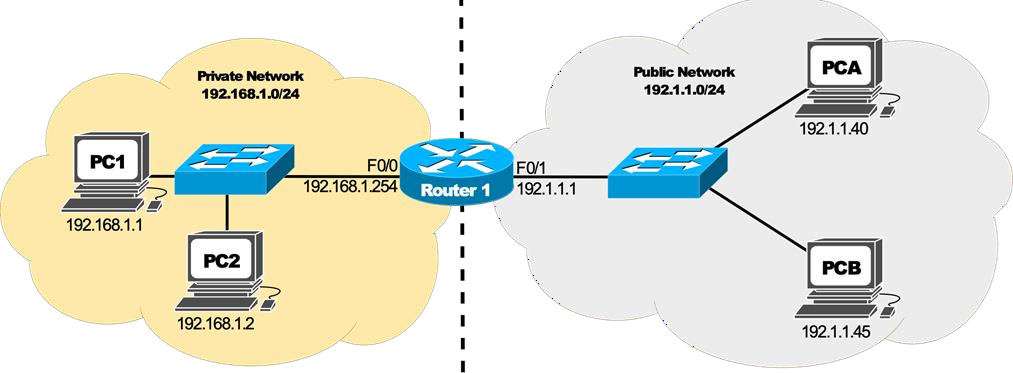 Private Network
192.168.1.0/24
PC1
192.168.1.1
PC2
192.168.1.2
F0/0
192.168.1.254
Router 1
F0/1
192.1.1.1
Public Network
192.1.1.0/24
PCA
192.1.1.40
PCB
192.1.1.45